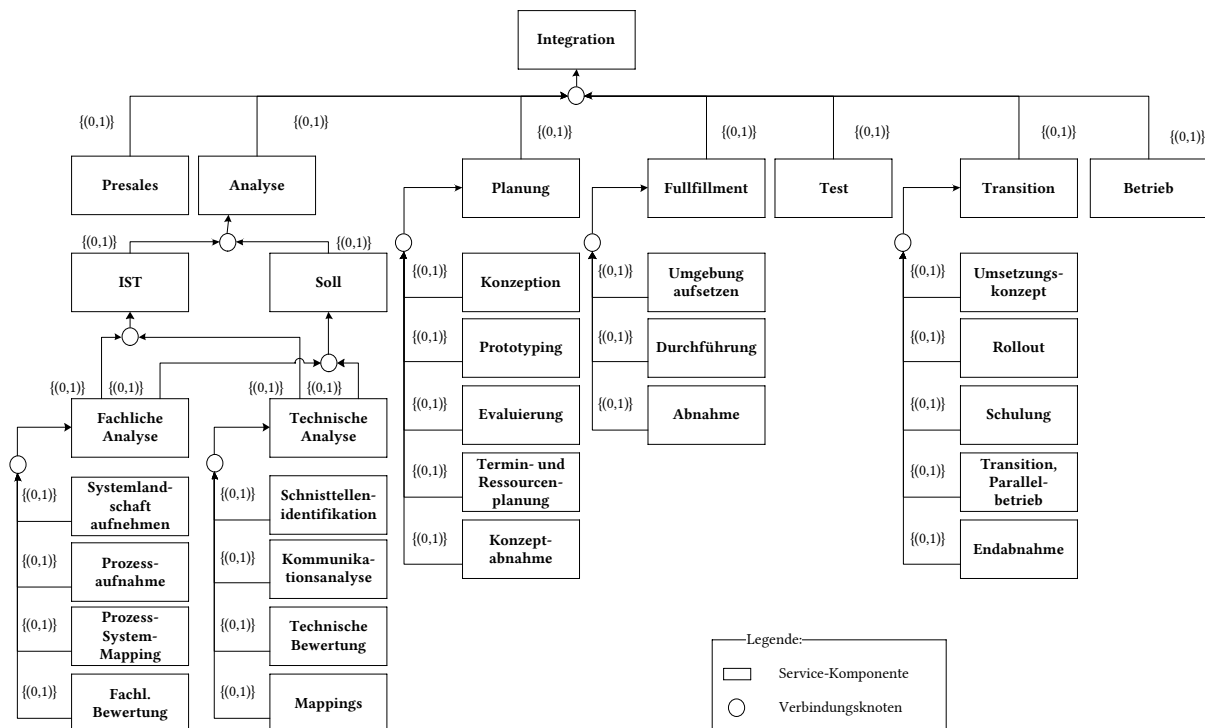 Integration
{(0,1)} {(0,1)} {(0,1)} {(0,1)} {(0,1)} {(0,1)} {(0,1)}
Presales
Analyse
Planung
Fullfillment
Test
Transition
Betrieb
{(0,1)} {(0,1)}
IST
Soll
{(0,1)} {(0,1)} {(0,1)} {(0,1)}
Fachliche
Analyse
Technische
Analyse
{(0,1)}
Systemland-
schaft
aufnehmen
{(0,1)}
Prozess-
aufnahme
{(0,1)}
Prozess-
System-
Mapping
{(0,1)}
Fachl.
Bewertung
{(0,1)}
Schnisttellen-
identifikation
{(0,1)}
Kommunika-
tionsanalyse
{(0,1)}
Technische
Bewertung
{(0,1)}
Mappings
{(0,1)}
Konzeption
{(0,1)}
Prototyping
{(0,1)}
Evaluierung
{(0,1)}
Termin- und
Ressourcen-
planung
{(0,1)}
Konzept-
abnahme
{(0,1)}
Umgebung
aufsetzen
{(0,1)}
Durchführung
{(0,1)}
Abnahme
{(0,1)}
Umsetzungs-
konzept
{(0,1)}
Rollout
{(0,1)}
Schulung
{(0,1)}
Transition,
Parallel-
betrieb
{(0,1)}
Endabnahme
Legende:
Service-Komponente
Verbindungsknoten